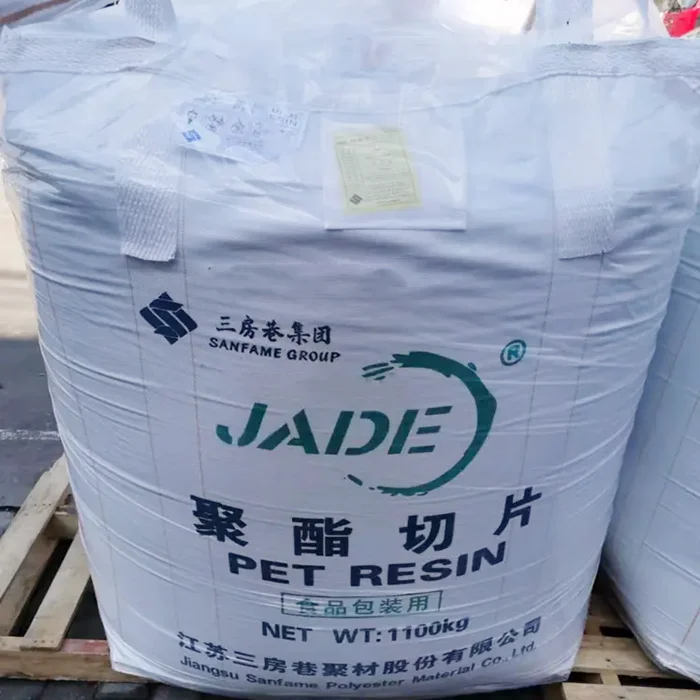 三房巷集团
SANFAME GROUP
®
JADE
聚酯切片
PET RESIN
食品包装用
NET WT: 1100kg
江苏三房巷聚材股份有限公司
Jiangsu Sanfame Polyester Material Co., Ltd.